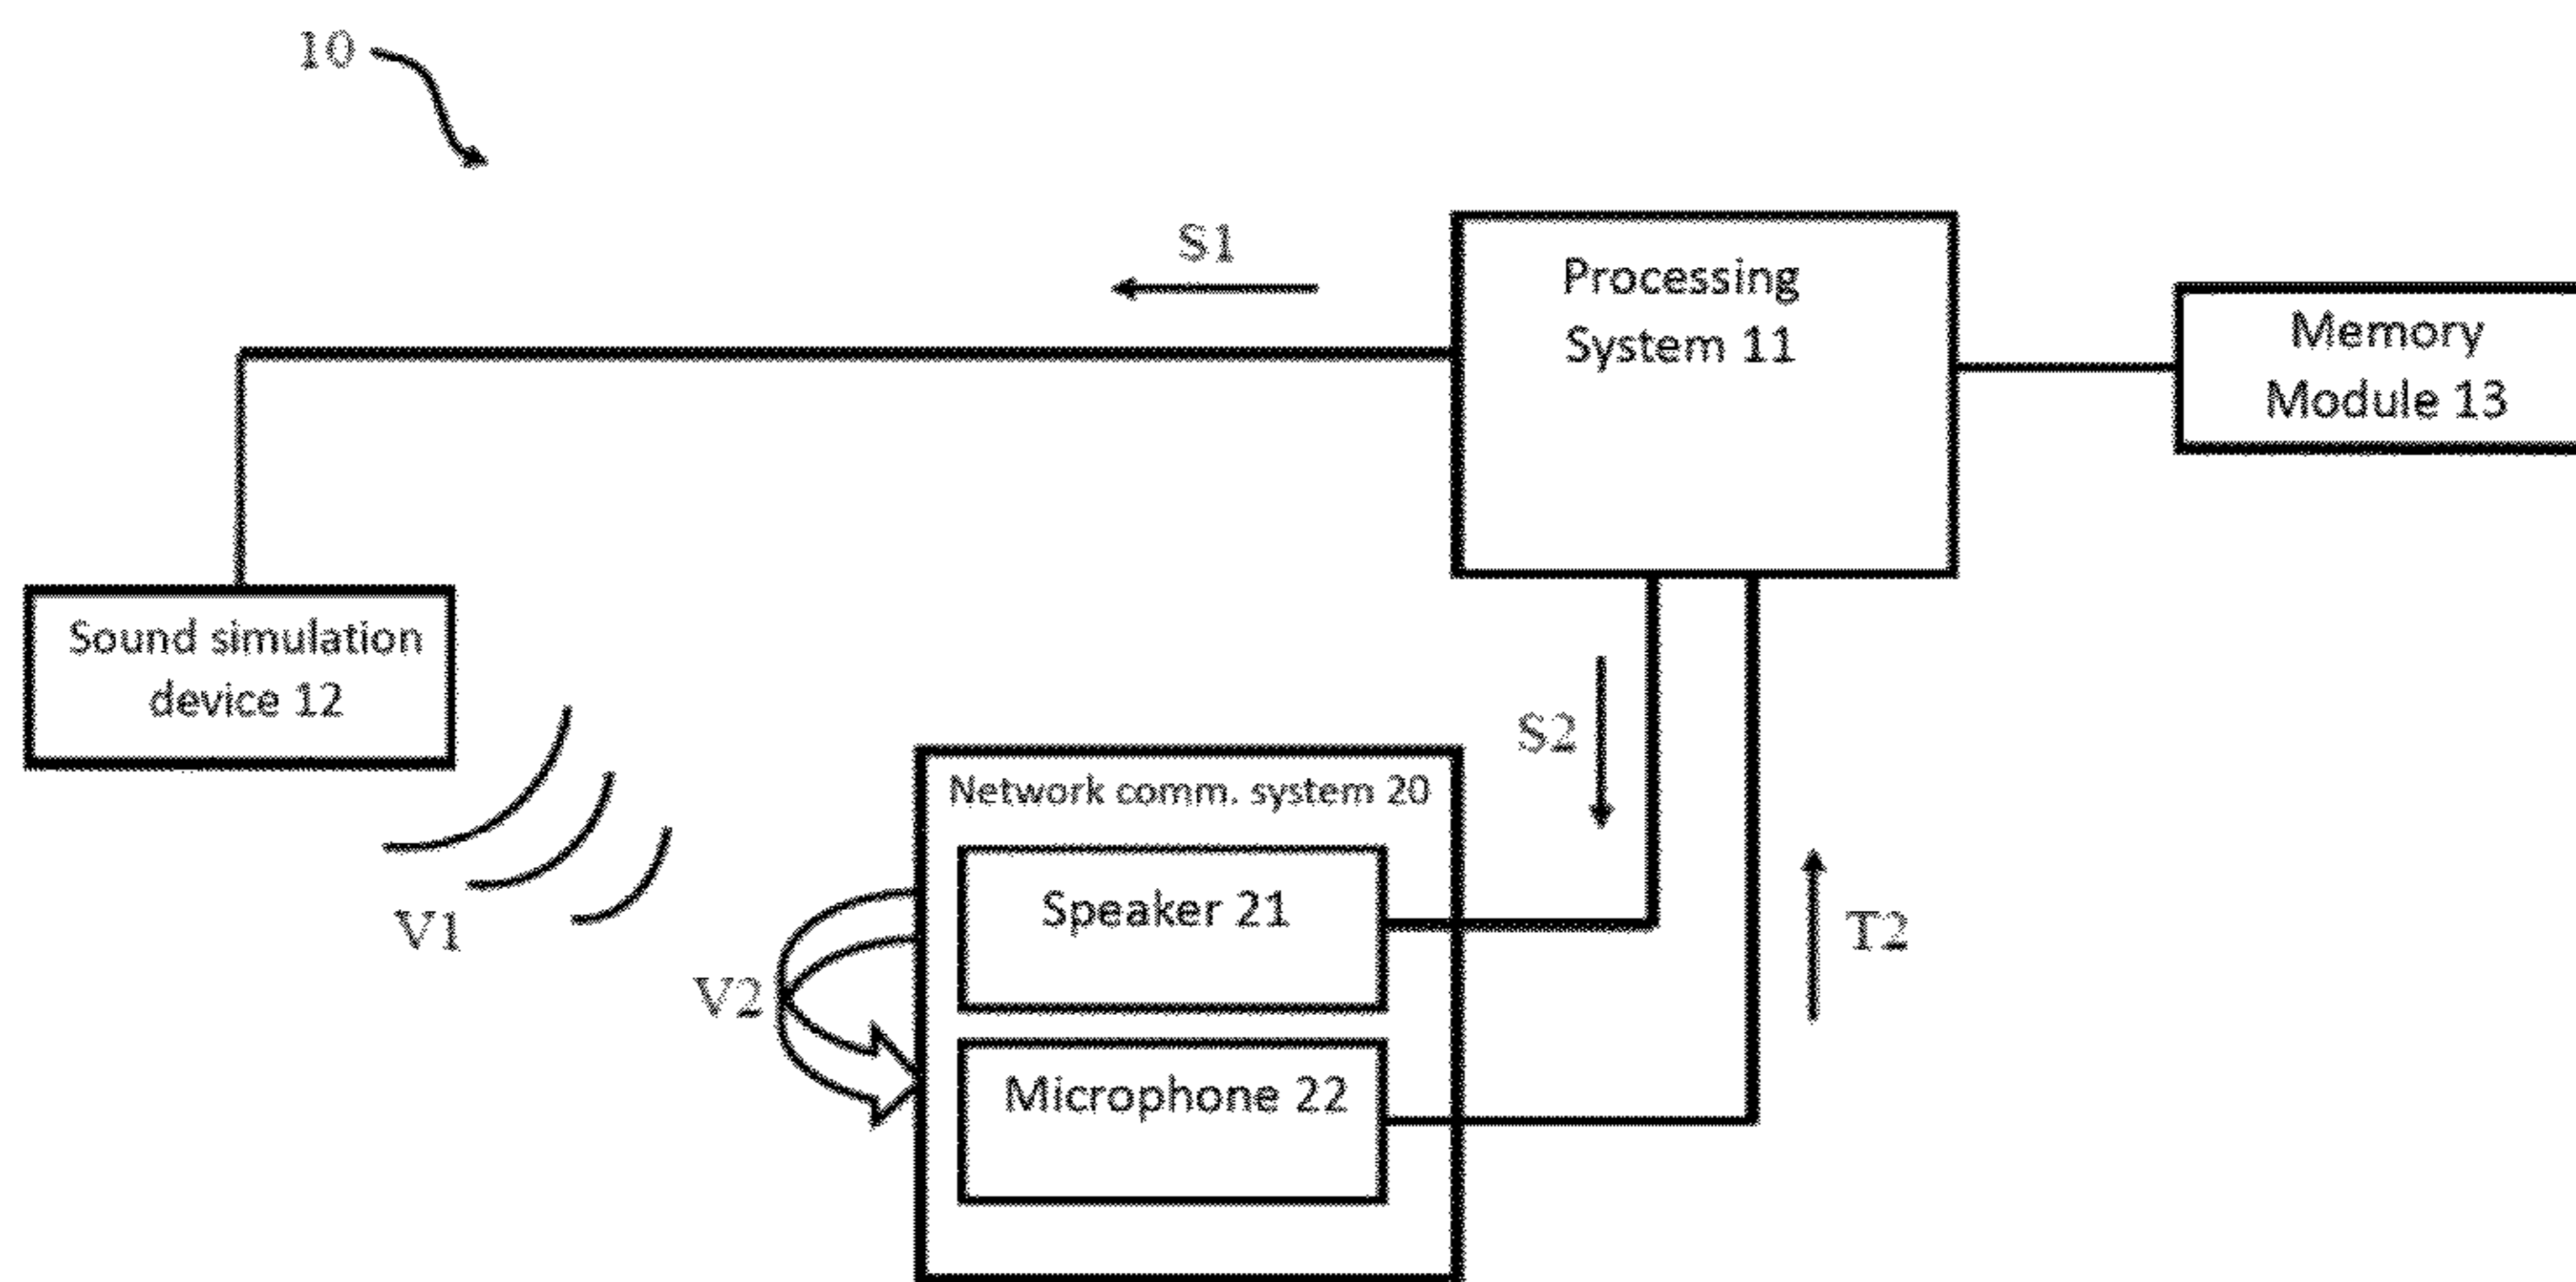 10
S1
Processing
System 11
Memory
Module 13
Sound simulation
device 12
S2
Network comm. system 20
Speaker 21
V1
T2
V2
Microphone 22